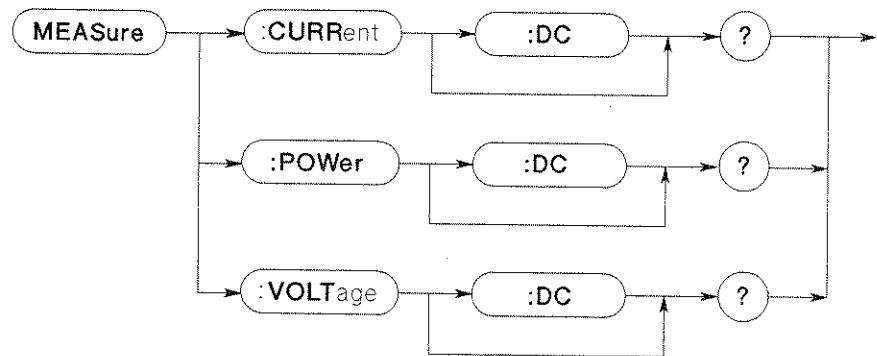 MEASure :CURRent :DC ?
:POWer :DC ?
:VOLTage :DC ?